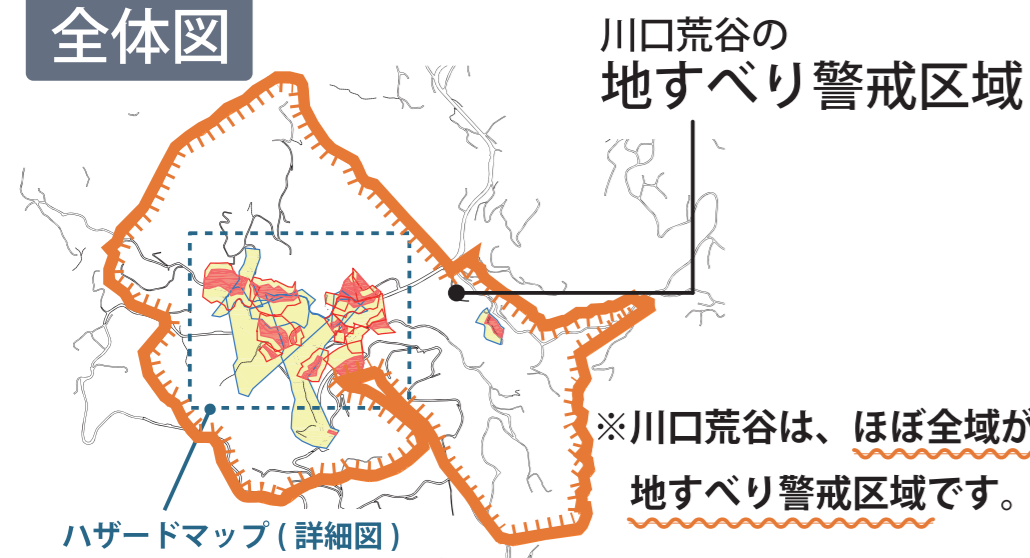 全体図
川口荒谷の
地すべり警戒区域
※川口荒谷は、ほぼ全域が
地すべり警戒区域です。
ハザードマップ ( 詳細図 )